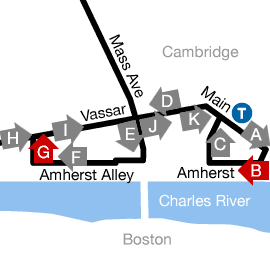 Cambridge
Mass Ave
Main
Vassar
D
T
K
A
H
I
E
J
C
G
F
B
Amherst Alley
Amherst
Charles River
Boston